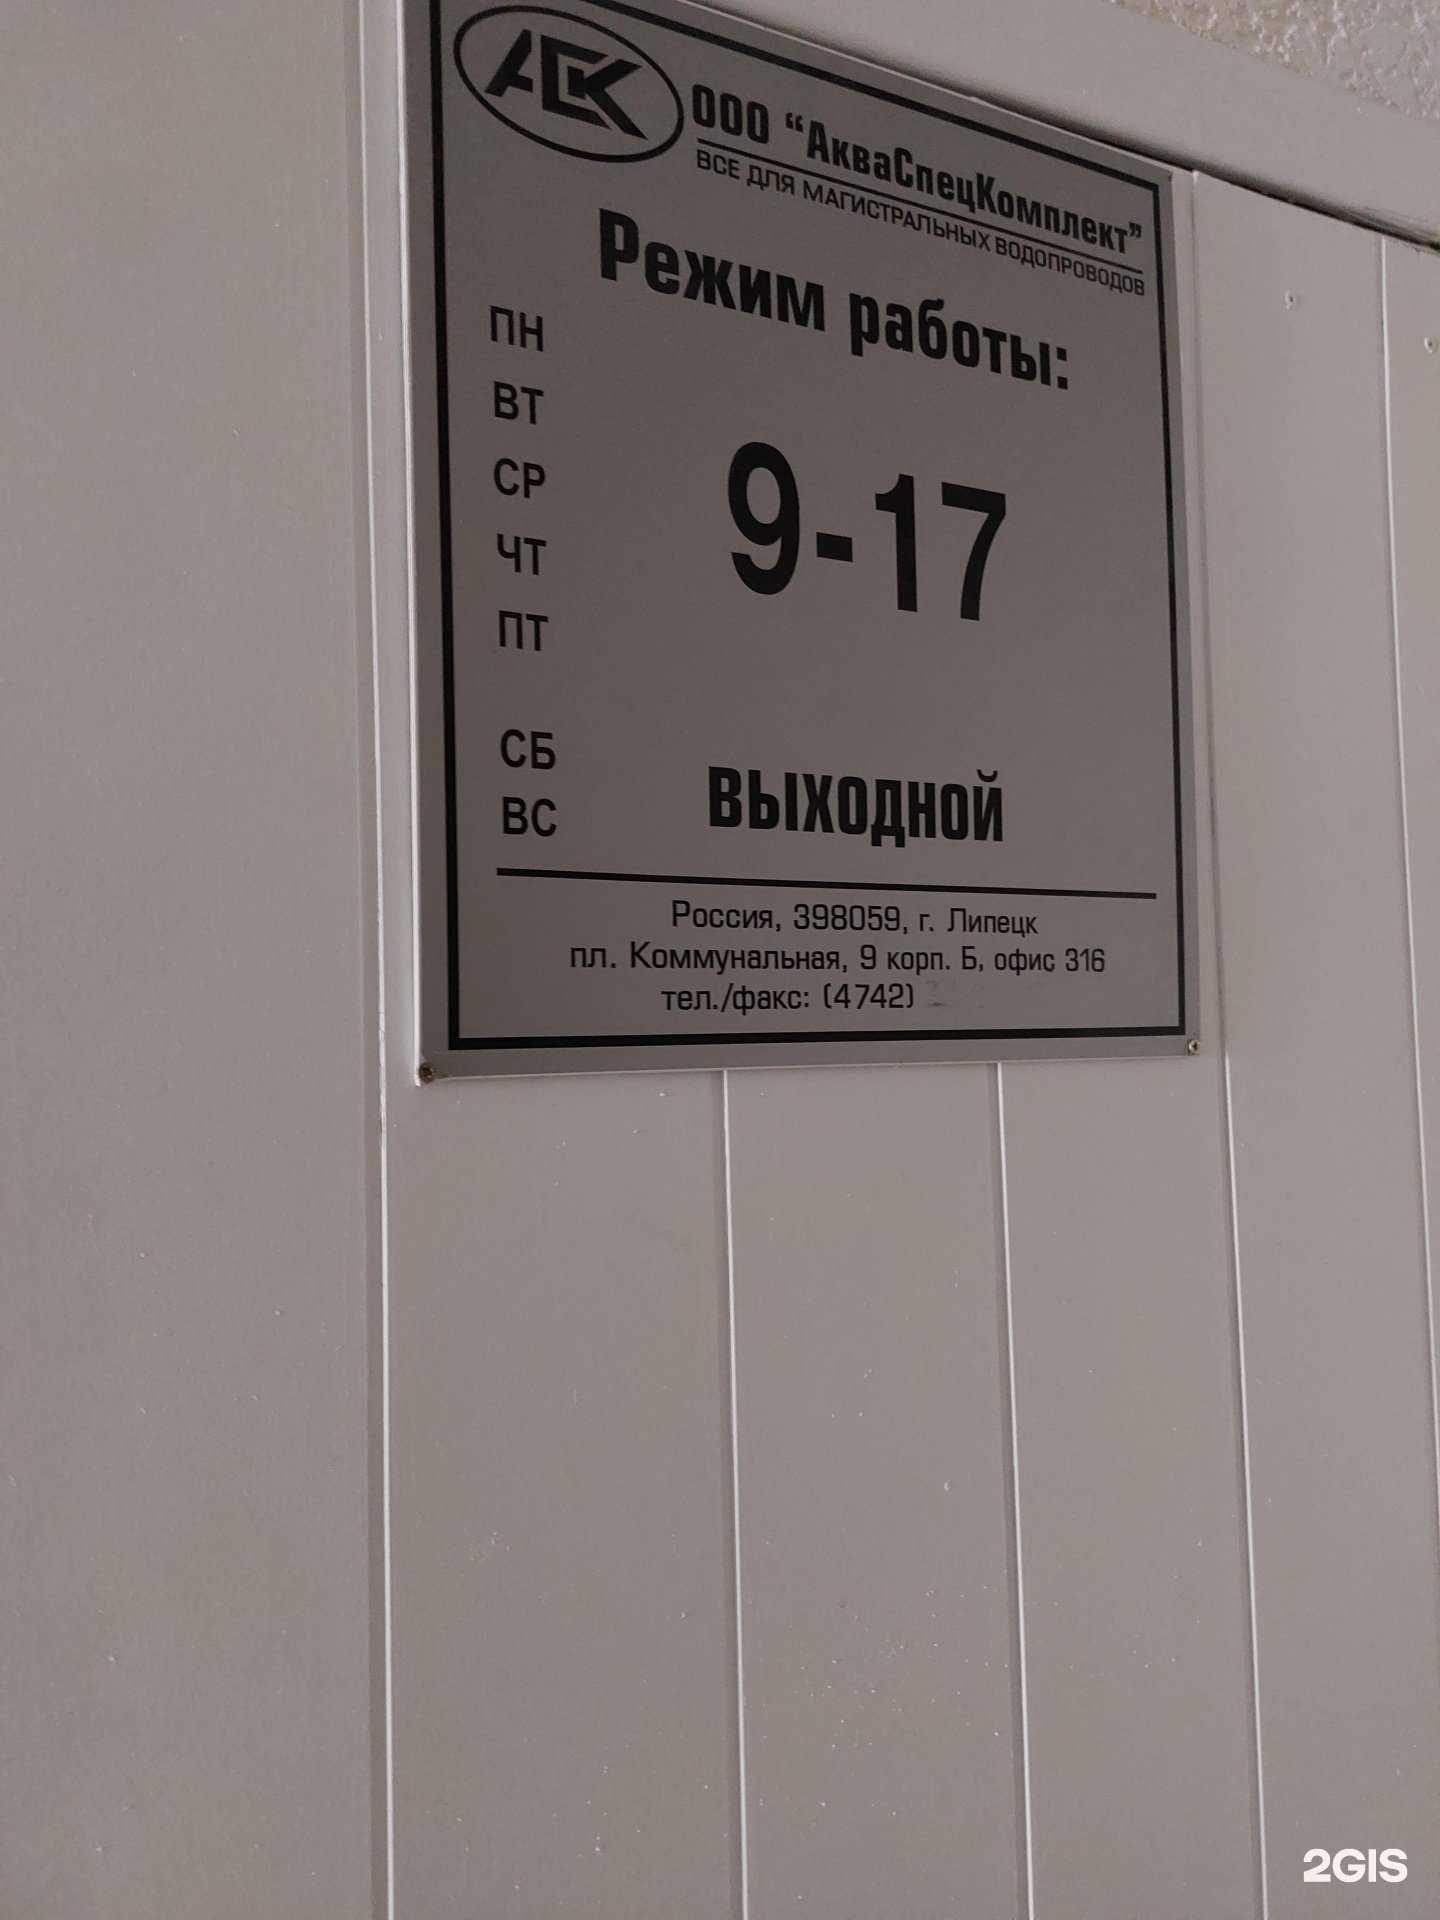 АСК
ООО “АкваСпецКомплект”
ВСЕ ДЛЯ МАГИСТРАЛЬНЫХ ВОДОПРОВОДОВ
Режим работы:
ПН
ВТ
СР
ЧТ
ПТ
9-17
СБ
ВС
ВЫХОДНОЙ
Россия, 398059, г. Липецк
пл. Коммунальная, 9 корп. Б, офис 316
тел./факс: (4742)
2GIS